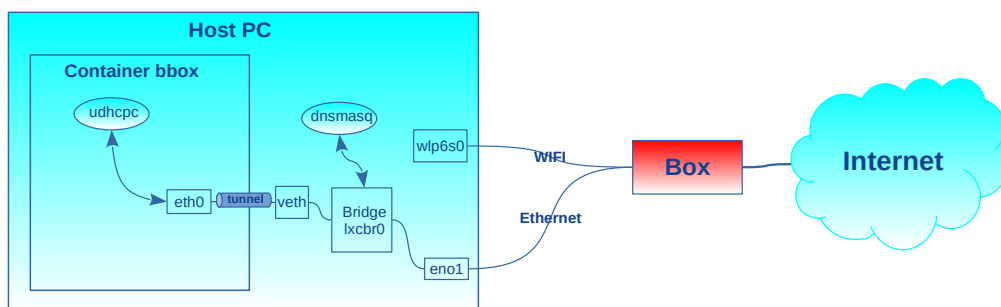 Host PC
Container bbox
udhcpc
dnsmasq
wlp6s0
WIFI
Box
Internet
eth0
tunnel
veth
Bridge
lxcbr0
Ethernet
eno1